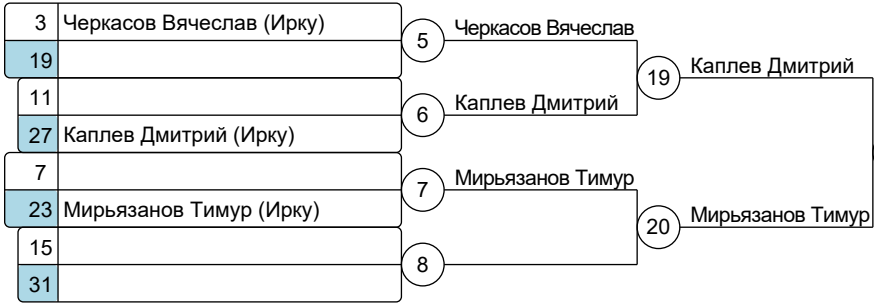 3 Черкасов Вячеслав (Ирку)
19
5 Черкасов Вячеслав
11
27 Каплев Дмитрий (Ирку)
6 Каплев Дмитрий
19 Каплев Дмитрий
7
23 Мирьязанов Тимур (Ирку)
7 Мирьязанов Тимур
15
31
8
20 Мирьязанов Тимур